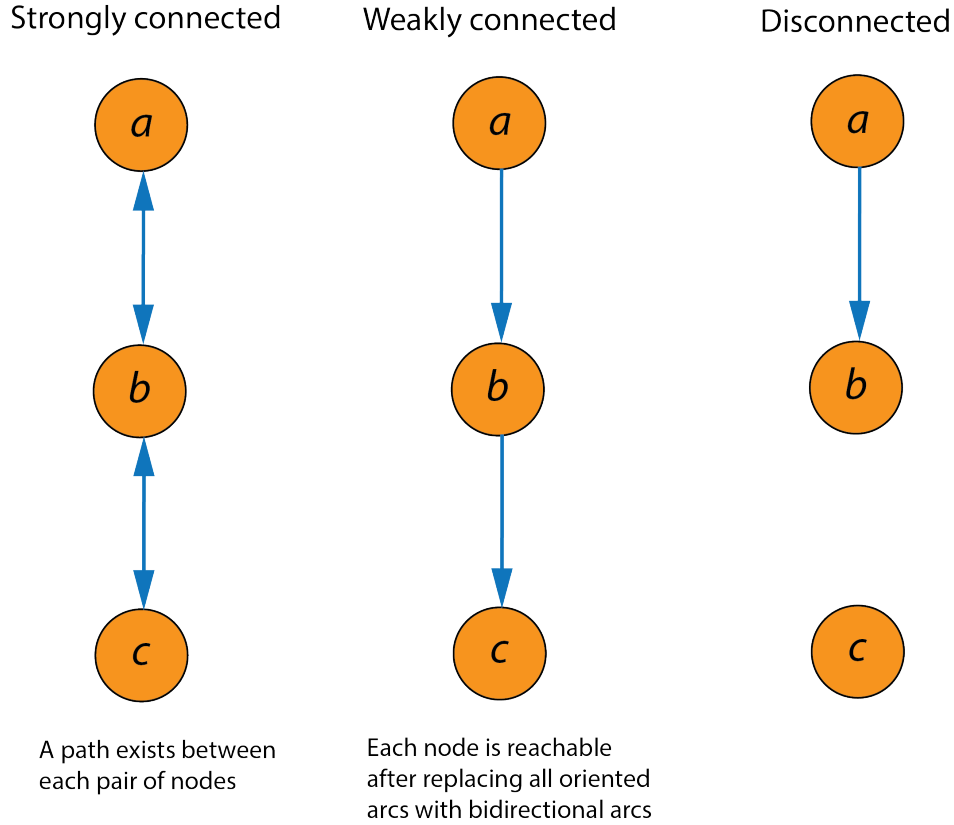 Strongly connected
Weakly connected
Disconnected
a
a
a
b
b
b
c
c
c
A path exists between
each pair of nodes
Each node is reachable
after replacing all oriented
arcs with bidirectional arcs